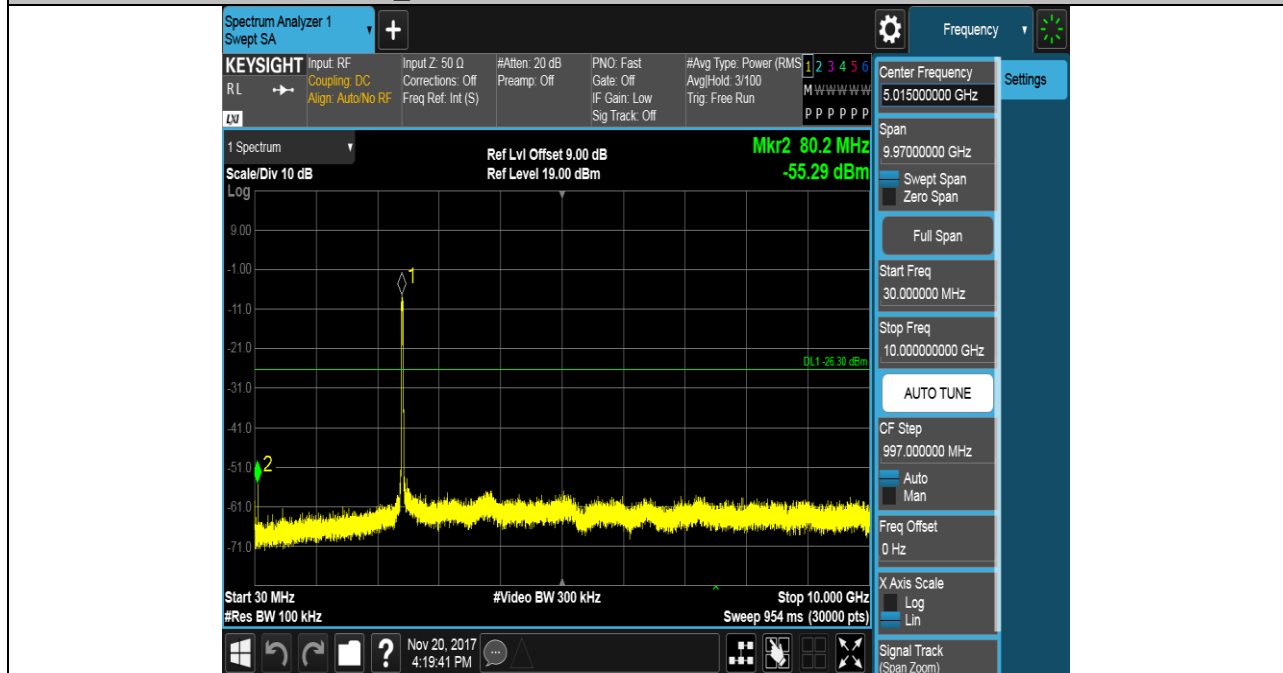 Spectrum Analyzer 1
Swept SA
+
Frequency
KEYSIGHT Input: RF Input Z: 50 Ω #Atten: 20 dB PNO: Fast #Avg Type: Power (RMS 1 2 3 4 5 6
RL Coupling: DC Corrections: Off Preamp: Off Gate: Off Avg|Hold: 3/100 M W W W W W
Align: Auto/No RF Freq Ref: Int (S) IF Gain: Low Trig: Free Run
LXI Sig Track: Off P P P P P P
1 Spectrum
Ref Lvl Offset 9.00 dB
Mkr2 80.2 MHz
Scale/Div 10 dB
Ref Level 19.00 dBm
-55.29 dBm
Log
9.00
-1.00
1
-11.0
-21.0
DL1 -26.30 dBm
-31.0
-41.0
-51.0
2
-61.0
-71.0
Start 30 MHz
#Video BW 300 kHz
Stop 10.000 GHz
#Res BW 100 kHz
Sweep 954 ms (30000 pts)
?
Nov 20, 2017
4:19:41 PM
Center Frequency
5.015000000 GHz
Settings
Span
9.97000000 GHz
Swept Span
Zero Span
Full Span
Start Freq
30.000000 MHz
Stop Freq
10.000000000 GHz
AUTO TUNE
CF Step
997.000000 MHz
Auto
Man
Freq Offset
0 Hz
X Axis Scale
Log
Lin
Signal Track
(Span Zoom)